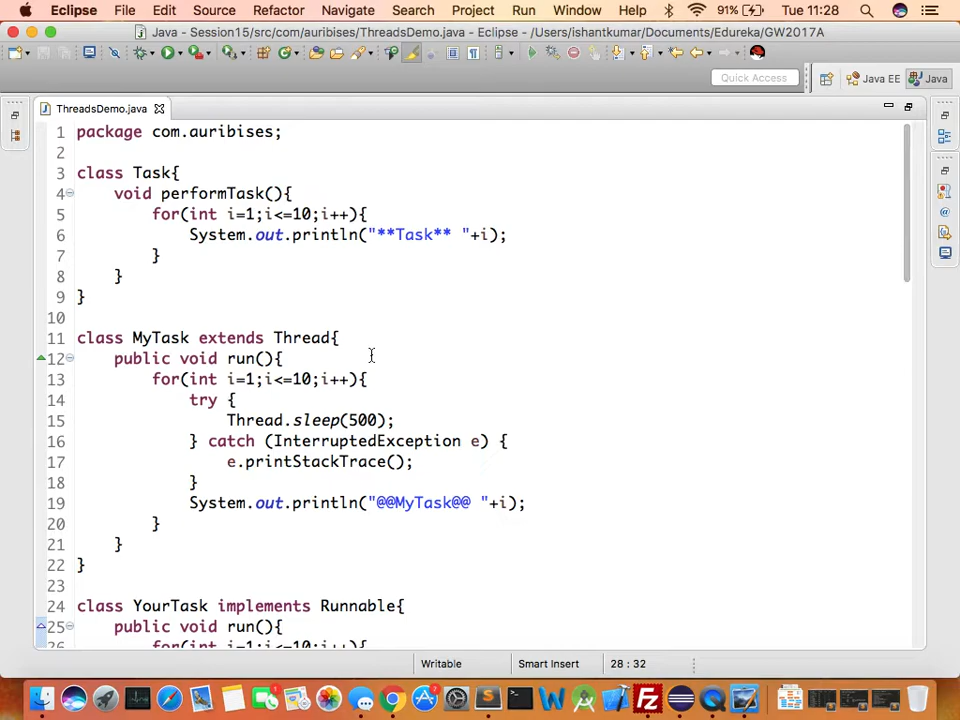 Eclipse File Edit Source Refactor Navigate Search Project Run Window Help 91% Tue 11:28
Java - Session15/src/com/auribises/ThreadsDemo.java - Eclipse - /Users/ishantkumar/Documents/Edureka/GW2017A
Quick Access Java EE Java
ThreadsDemo.java
1 package com.auribises;
2
3 class Task{
4 void performTask(){
5 for(int i=1;i<=10;i++){
6 System.out.println("**Task** "+i);
7 }
8 }
9 }
10
11 class MyTask extends Thread{
12 public void run(){
13 for(int i=1;i<=10;i++){
14 try {
15 Thread.sleep(500);
16 } catch (InterruptedException e) {
17 e.printStackTrace();
18 }
19 System.out.println("@@MyTask@@ "+i);
20 }
21 }
22 }
23
24 class YourTask implements Runnable{
25 public void run(){
26 for(int i=1;i<=10;i++){
Writable Smart Insert 28 : 32